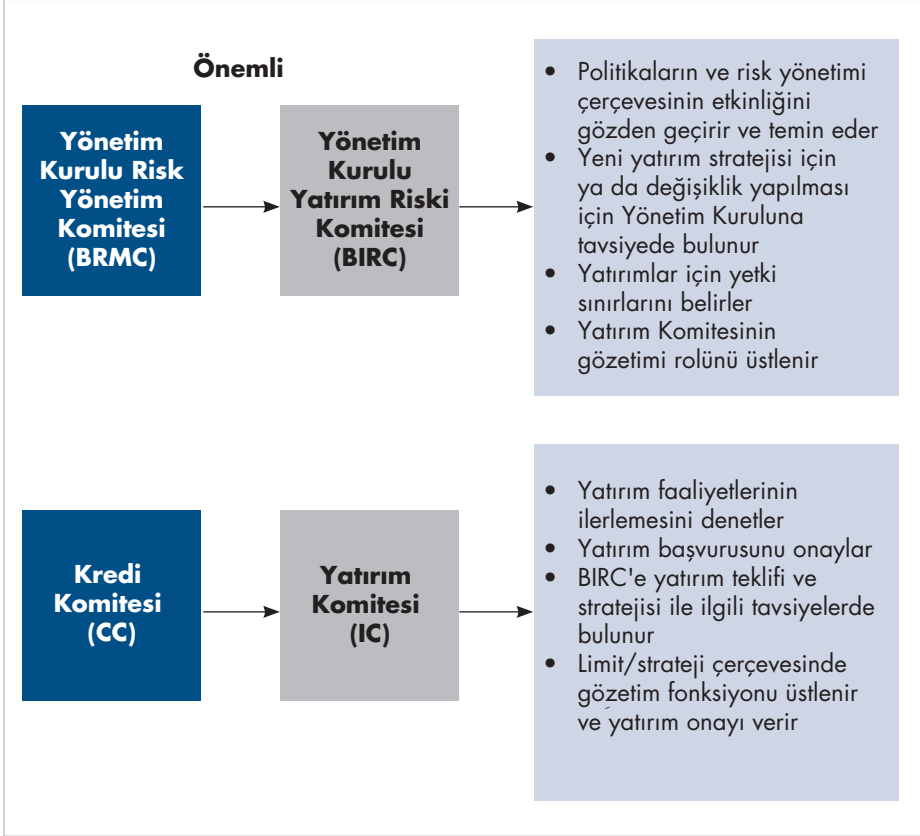 Önemli
Yönetim
Kurulu Risk
Yönetim
Komitesi
(BRMC)
Yönetim
Kurulu
Yatırım Riski
Komitesi
(BIRC)
• Politikaların ve risk yönetimi
çerçevesinin etkinliğini
gözden geçirir ve temin eder
• Yeni yatırım stratejisi için
ya da değişiklik yapılması
için Yönetim Kuruluna
tavsiyede bulunur
• Yatırımlar için yetki
sınırlarını belirler
• Yatırım Komitesinin
gözetimi rolünü üstlenir
Kredi
Komitesi
(CC)
Yatırım
Komitesi
(IC)
• Yatırım faaliyetlerinin
ilerlemesini denetler
• Yatırım başvurusunu onaylar
• BIRC'e yatırım teklifi ve
stratejisi ile ilgili tavsiyelerde
bulunur
• Limit/strateji çerçevesinde
gözetim fonksiyonu üstlenir
ve yatırım onayı verir